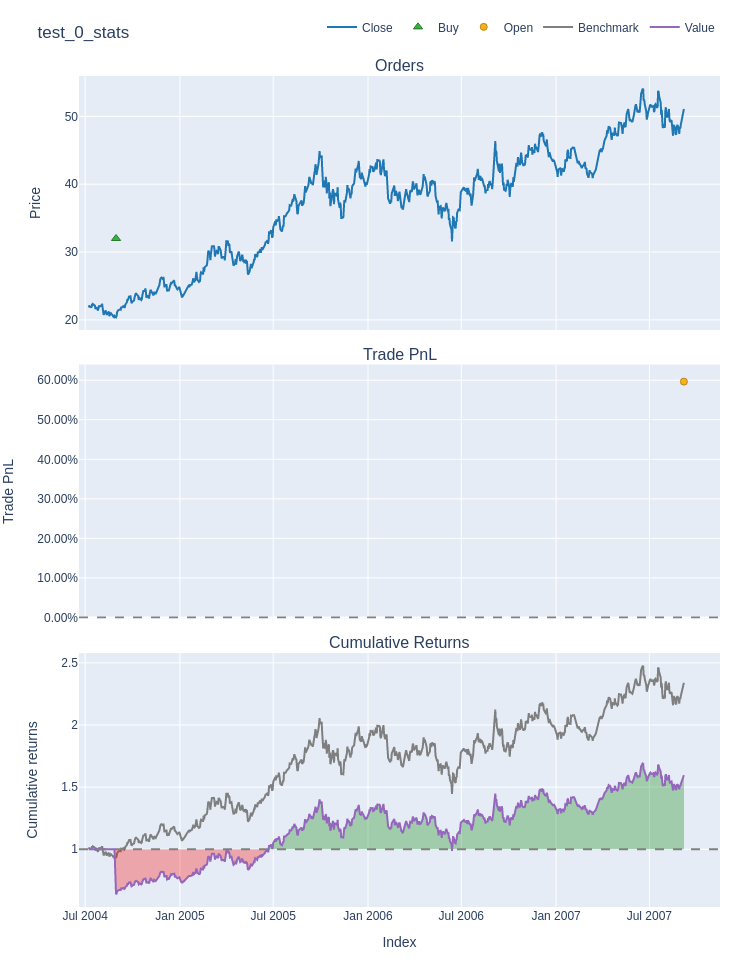 test_0_stats
Close Buy Open Benchmark Value
Orders
50
40
30
20
Price
Trade PnL
60.00%
50.00%
40.00%
30.00%
20.00%
10.00%
0.00%
Trade PnL
Cumulative Returns
2.5
2
1.5
1
Cumulative returns
Jul 2004 Jan 2005 Jul 2005 Jan 2006 Jul 2006 Jan 2007 Jul 2007
Index